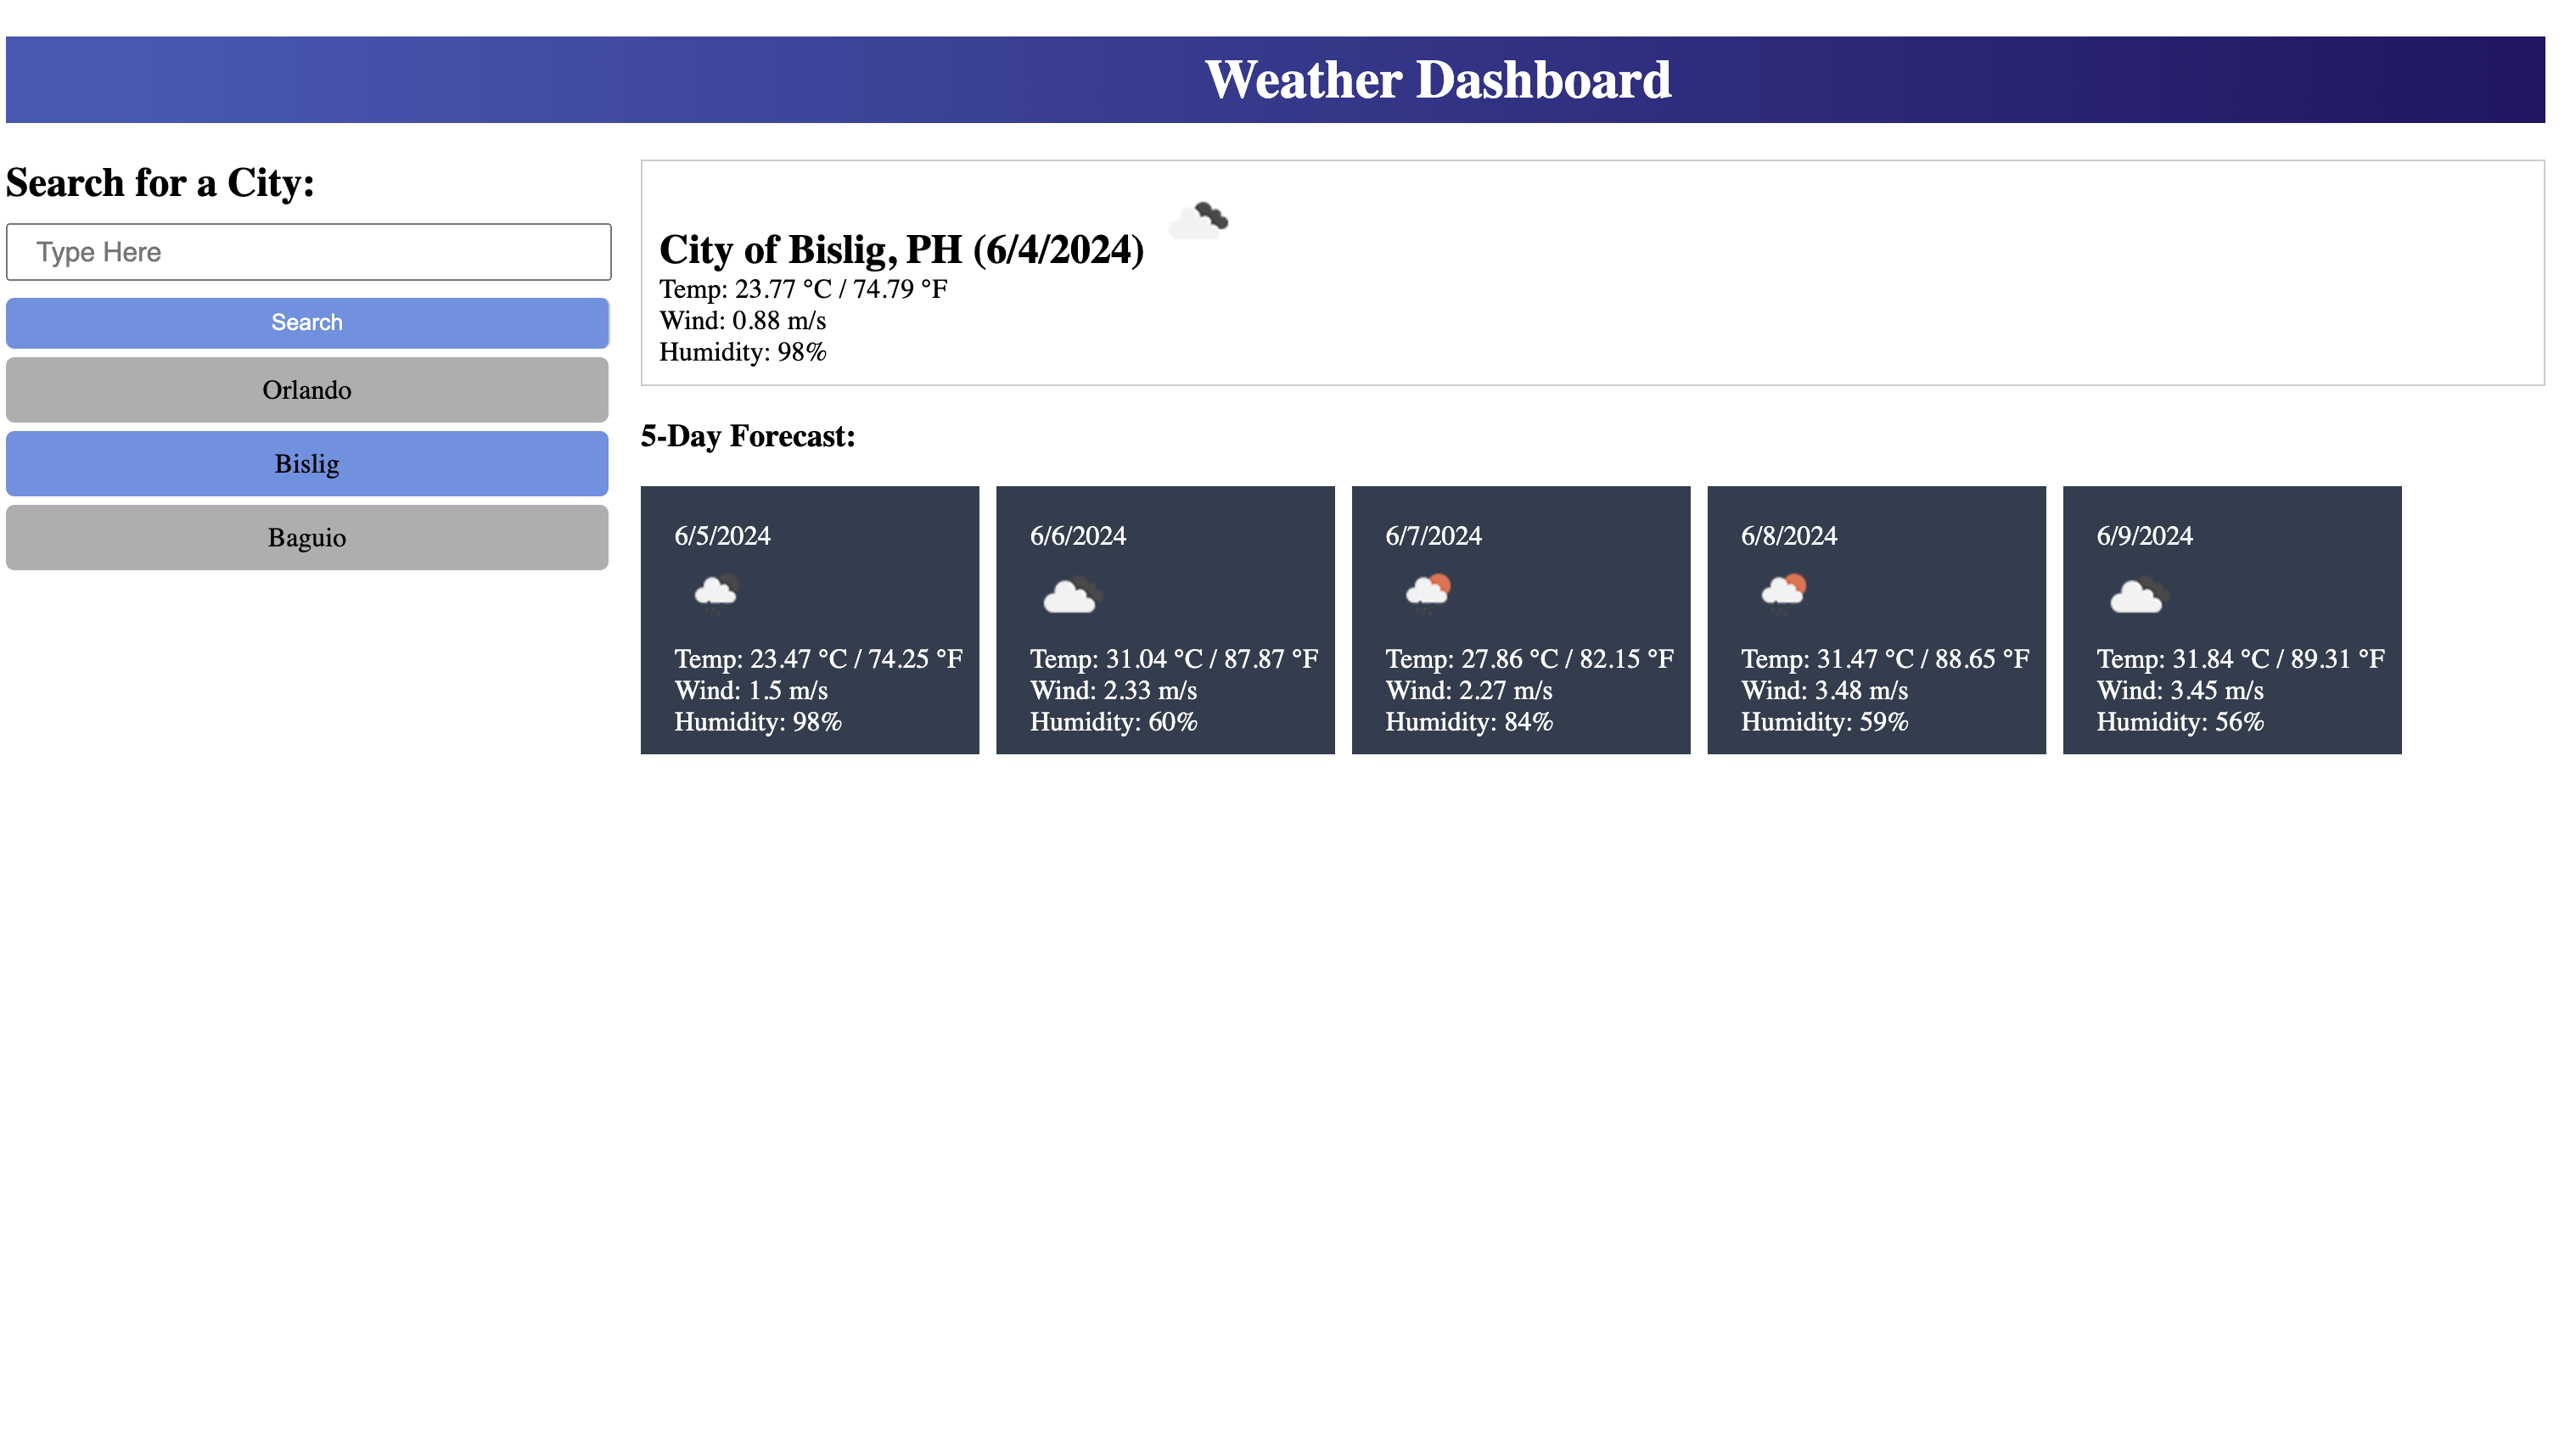 Weather Dashboard
Search for a City:
Type Here
Search
Orlando
Bislig
Baguio
City of Bislig, PH (6/4/2024)
Temp: 23.77 °C / 74.79 °F
Wind: 0.88 m/s
Humidity: 98%
5-Day Forecast:
6/5/2024
Temp: 23.47 °C / 74.25 °F
Wind: 1.5 m/s
Humidity: 98%
6/6/2024
Temp: 31.04 °C / 87.87 °F
Wind: 2.33 m/s
Humidity: 60%
6/7/2024
Temp: 27.86 °C / 82.15 °F
Wind: 2.27 m/s
Humidity: 84%
6/8/2024
Temp: 31.47 °C / 88.65 °F
Wind: 3.48 m/s
Humidity: 59%
6/9/2024
Temp: 31.84 °C / 89.31 °F
Wind: 3.45 m/s
Humidity: 56%